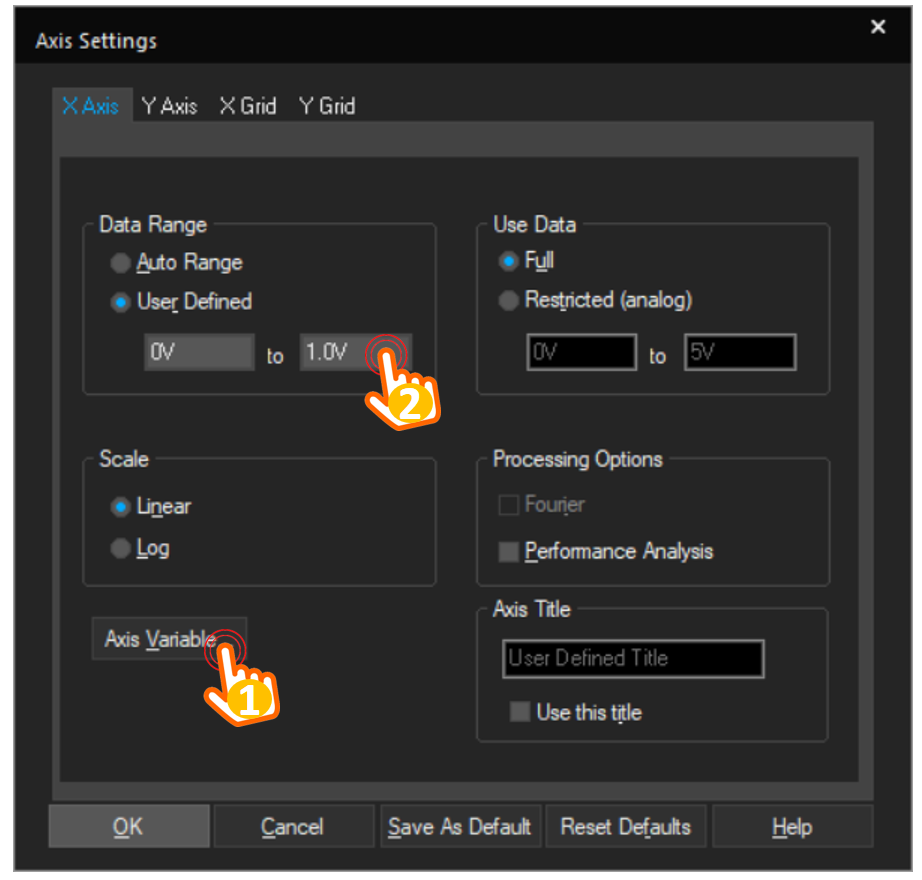 Axis Settings
×
X Axis Y Axis X Grid Y Grid
Data Range
Auto Range
User Defined
0V to 1.0V
2
Use Data
Full
Restricted (analog)
0V to 5V
Scale
Linear
Log
Processing Options
Fourier
Performance Analysis
Axis Variable
1
Axis Title
User Defined Title
Use this title
OK Cancel Save As Default Reset Defaults Help